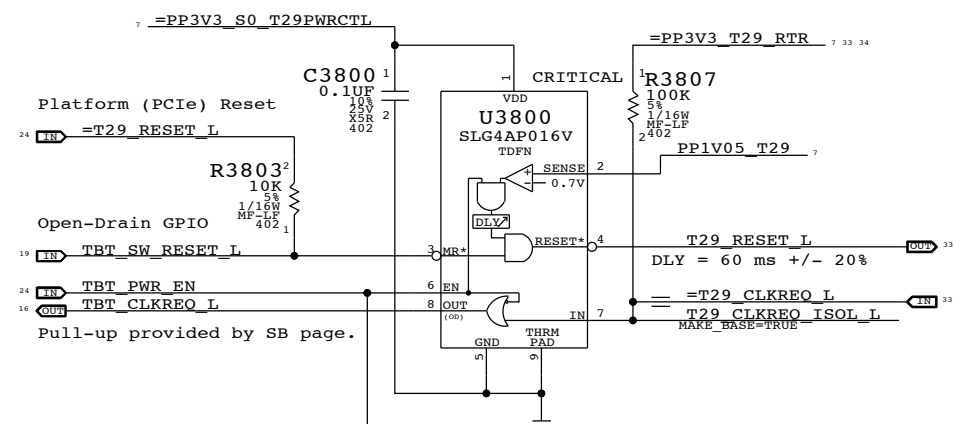 7 =PP3V3_S0_T29PWRCTL
=PP3V3_T29_RTR 7 33 34
C3800 1
0.1UF
10%
25V
X5R
402
2
1
VDD
CRITICAL
1 R3807
100K
5%
1/16W
MF-LF
402
2
U3800
SLG4AP016V
TDFN
Platform (PCIe) Reset
24 IN =T29_RESET_L
PP1V05_T29 7
R3803 2
10K
5%
1/16W
MF-LF
402
1
SENSE 2
+
- 0.7V
DLY
Open-Drain GPIO
19 IN TBT_SW_RESET_L 3 MR*
RESET* 4 T29_RESET_L OUT 33
DLY = 60 ms +/- 20%
24 IN TBT_PWR_EN 6 EN
16 OUT TBT_CLKREQ_L 8 OUT
(OD)
=T29_CLKREQ_L IN 33
IN 7 T29_CLKREQ_ISOL_L
MAKE_BASE=TRUE
Pull-up provided by SB page.
GND
THRM
PAD
5
9